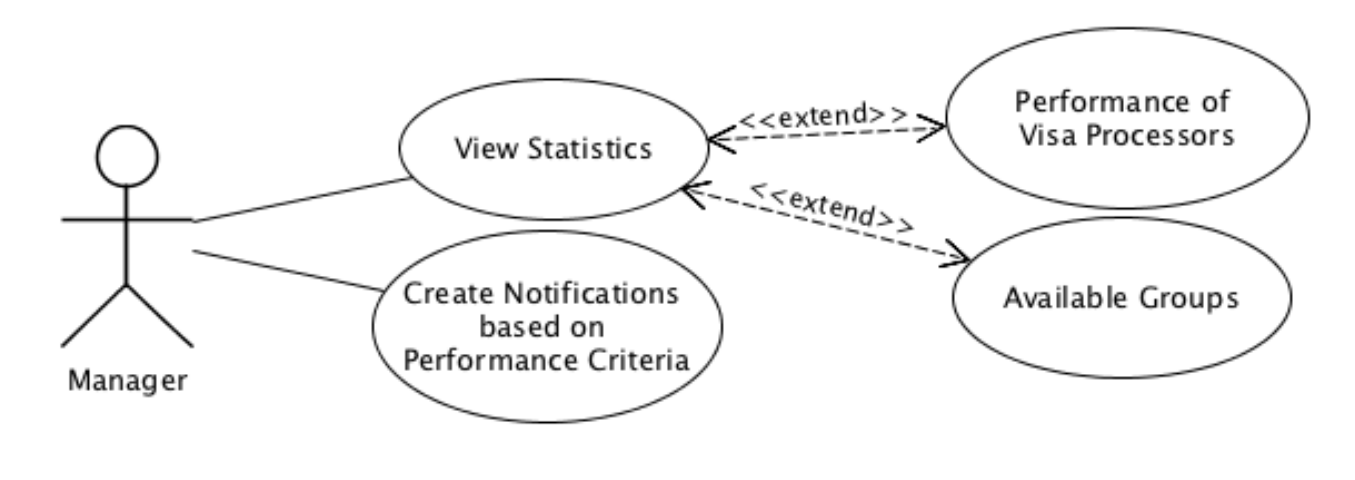 Performance of
Visa Processors
<<extend>>
View Statistics
<<extend>>
Create Notifications
based on
Performance Criteria
Available Groups
Manager